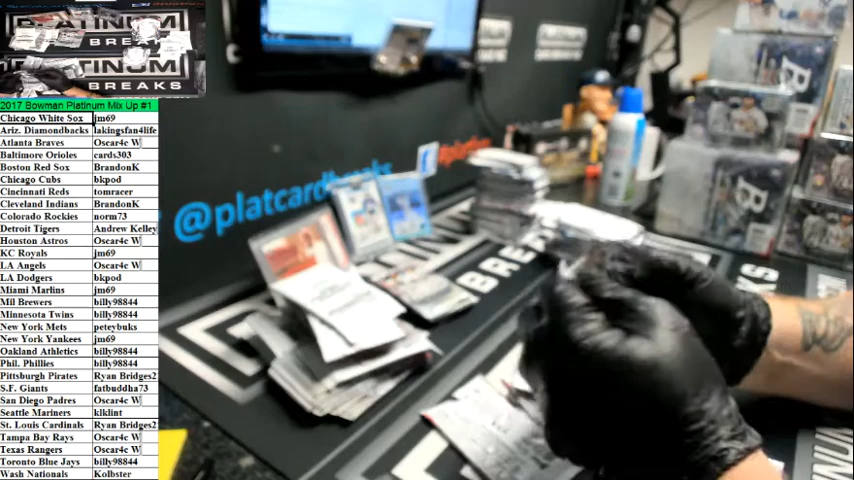 PLATINUM
BREAKS
PLATINUM
BREAKS
2017 Bowman Platinum Mix Up #1
Chicago White Sox jm69
Ariz. Diamondbacks lakingsfan4life
Atlanta Braves Oscar4c W
Baltimore Orioles cards303
Boston Red Sox BrandonK
Chicago Cubs bkpod
Cincinnati Reds tomracer
Cleveland Indians BrandonK
Colorado Rockies norm73
Detroit Tigers Andrew Kelley
Houston Astros Oscar4c W
KC Royals jm69
LA Angels Oscar4c W
LA Dodgers bkpod
Miami Marlins jm69
Mil Brewers billy98844
Minnesota Twins billy98844
New York Mets peteybuks
New York Yankees jm69
Oakland Athletics billy98844
Phil. Phillies billy98844
Pittsburgh Pirates Ryan Bridges2
S.F. Giants fatbuddha73
San Diego Padres Oscar4c W
Seattle Mariners klklint
St. Louis Cardinals Ryan Bridges2
Tampa Bay Rays Oscar4c W
Texas Rangers Oscar4c W
Toronto Blue Jays billy98844
Wash Nationals Kolbster
@platcardbreaks
BREA